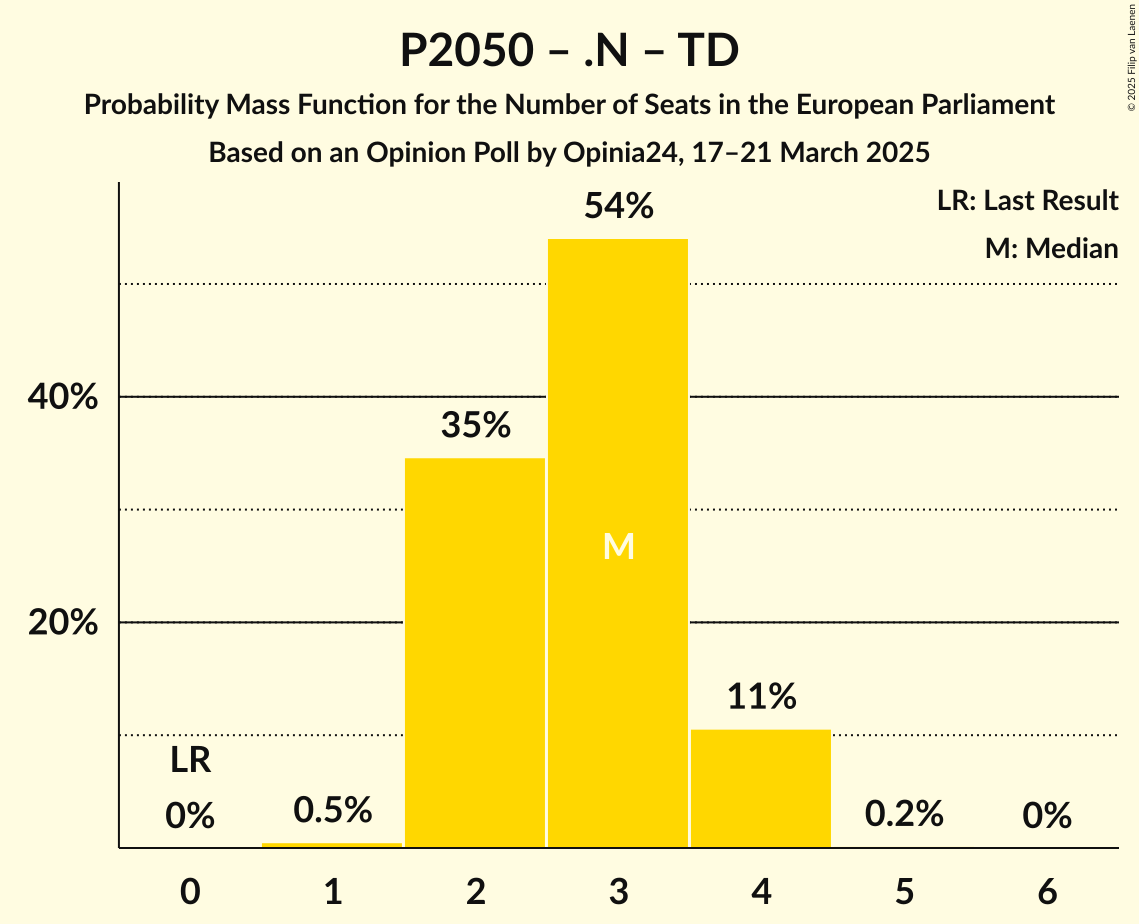 P2050 – .N – TD
Probability Mass Function for the Number of Seats in the European Parliament
Based on an Opinion Poll by Opinia24, 17–21 March 2025
© 2025 Filip van Laenen
LR: Last Result
M: Median
54%
40%
35%
M
20%
11%
LR
0%
0.5%
0.2%
0%
0 1 2 3 4 5 6